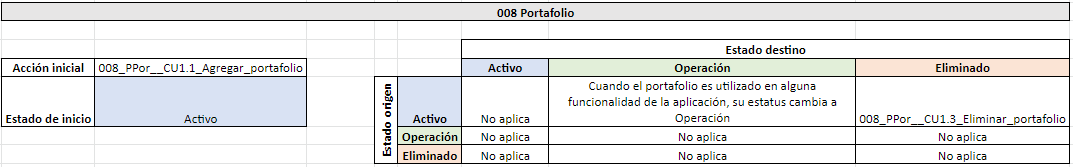 008 Portafolio
Estado destino
Acción inicial 008_PPor__CU1.1_Agregar_portafolio Activo Operación Eliminado
Estado de inicio Activo
Estado origen
Activo No aplica Cuando el portafolio es utilizado en alguna
funcionalidad de la aplicación, su estatus cambia a
Operación 008_PPor__CU1.3_Eliminar_portafolio
Operación No aplica No aplica No aplica
Eliminado No aplica No aplica No aplica